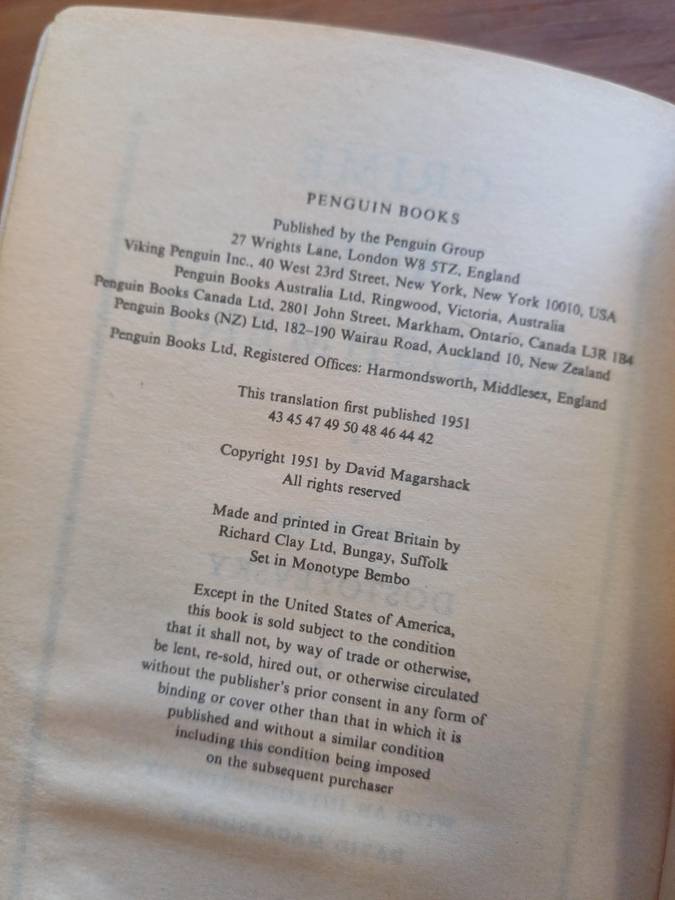 PENGUIN BOOKS
Published by the Penguin Group
27 Wrights Lane, London W8 5TZ, England
Viking Penguin Inc., 40 West 23rd Street, New York, New York 10010, USA
Penguin Books Australia Ltd, Ringwood, Victoria, Australia
Penguin Books Canada Ltd, 2801 John Street, Markham, Ontario, Canada L3R 1B4
Penguin Books (NZ) Ltd, 182–190 Wairau Road, Auckland 10, New Zealand
Penguin Books Ltd, Registered Offices: Harmondsworth, Middlesex, England
This translation first published 1951
43 45 47 49 50 48 46 44 42
Copyright 1951 by David Magarshack
All rights reserved
Made and printed in Great Britain by
Richard Clay Ltd, Bungay, Suffolk
Set in Monotype Bembo
Except in the United States of America,
this book is sold subject to the condition
that it shall not, by way of trade or otherwise,
be lent, re-sold, hired out, or otherwise circulated
without the publisher's prior consent in any form of
binding or cover other than that in which it is
published and without a similar condition
including this condition being imposed
on the subsequent purchaser